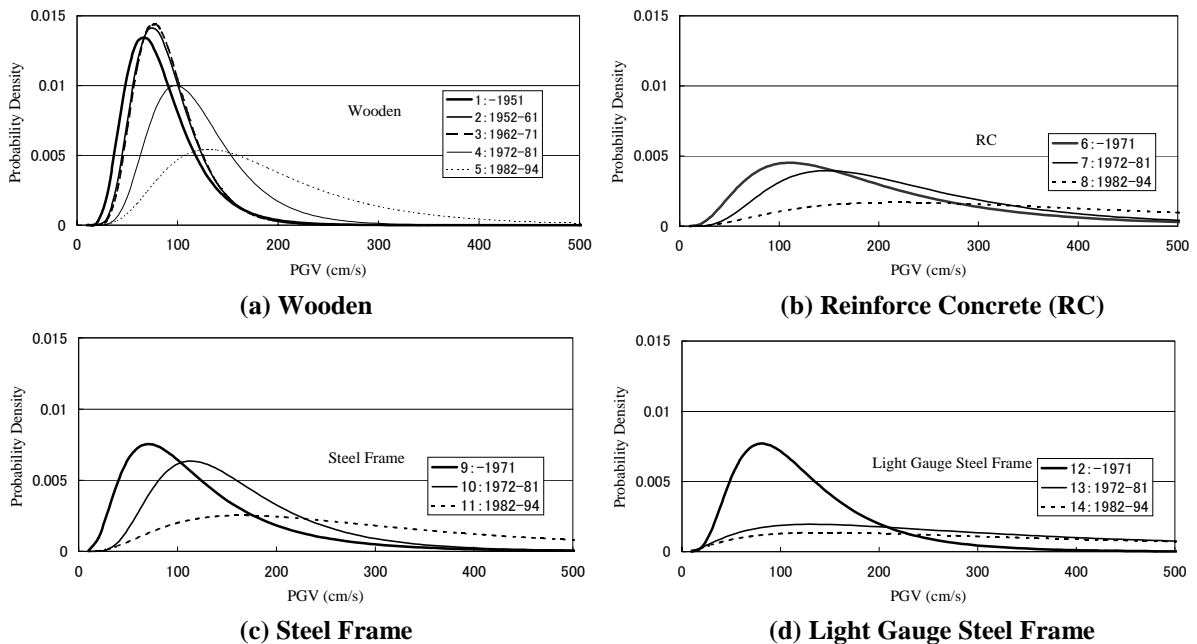 0.015
0.01
0.005
0
Probability Density
Wooden
1:-1951
2:1952-61
3:1962-71
4:1972-81
5:1982-94
0 100 200 300 400 500
PGV (cm/s)
(a) Wooden
0.015
0.01
0.005
0
Probability Density
RC
6:-1971
7:1972-81
8:1982-94
0 100 200 300 400 500
PGV (cm/s)
(b) Reinforce Concrete (RC)
0.015
0.01
0.005
0
Probability Density
Steel Frame
9:-1971
10:1972-81
11:1982-94
0 100 200 300 400 500
PGV (cm/s)
(c) Steel Frame
0.015
0.01
0.005
0
Probability Density
Light Gauge Steel Frame
12:-1971
13:1972-81
14:1982-94
0 100 200 300 400 500
PGV (cm/s)
(d) Light Gauge Steel Frame